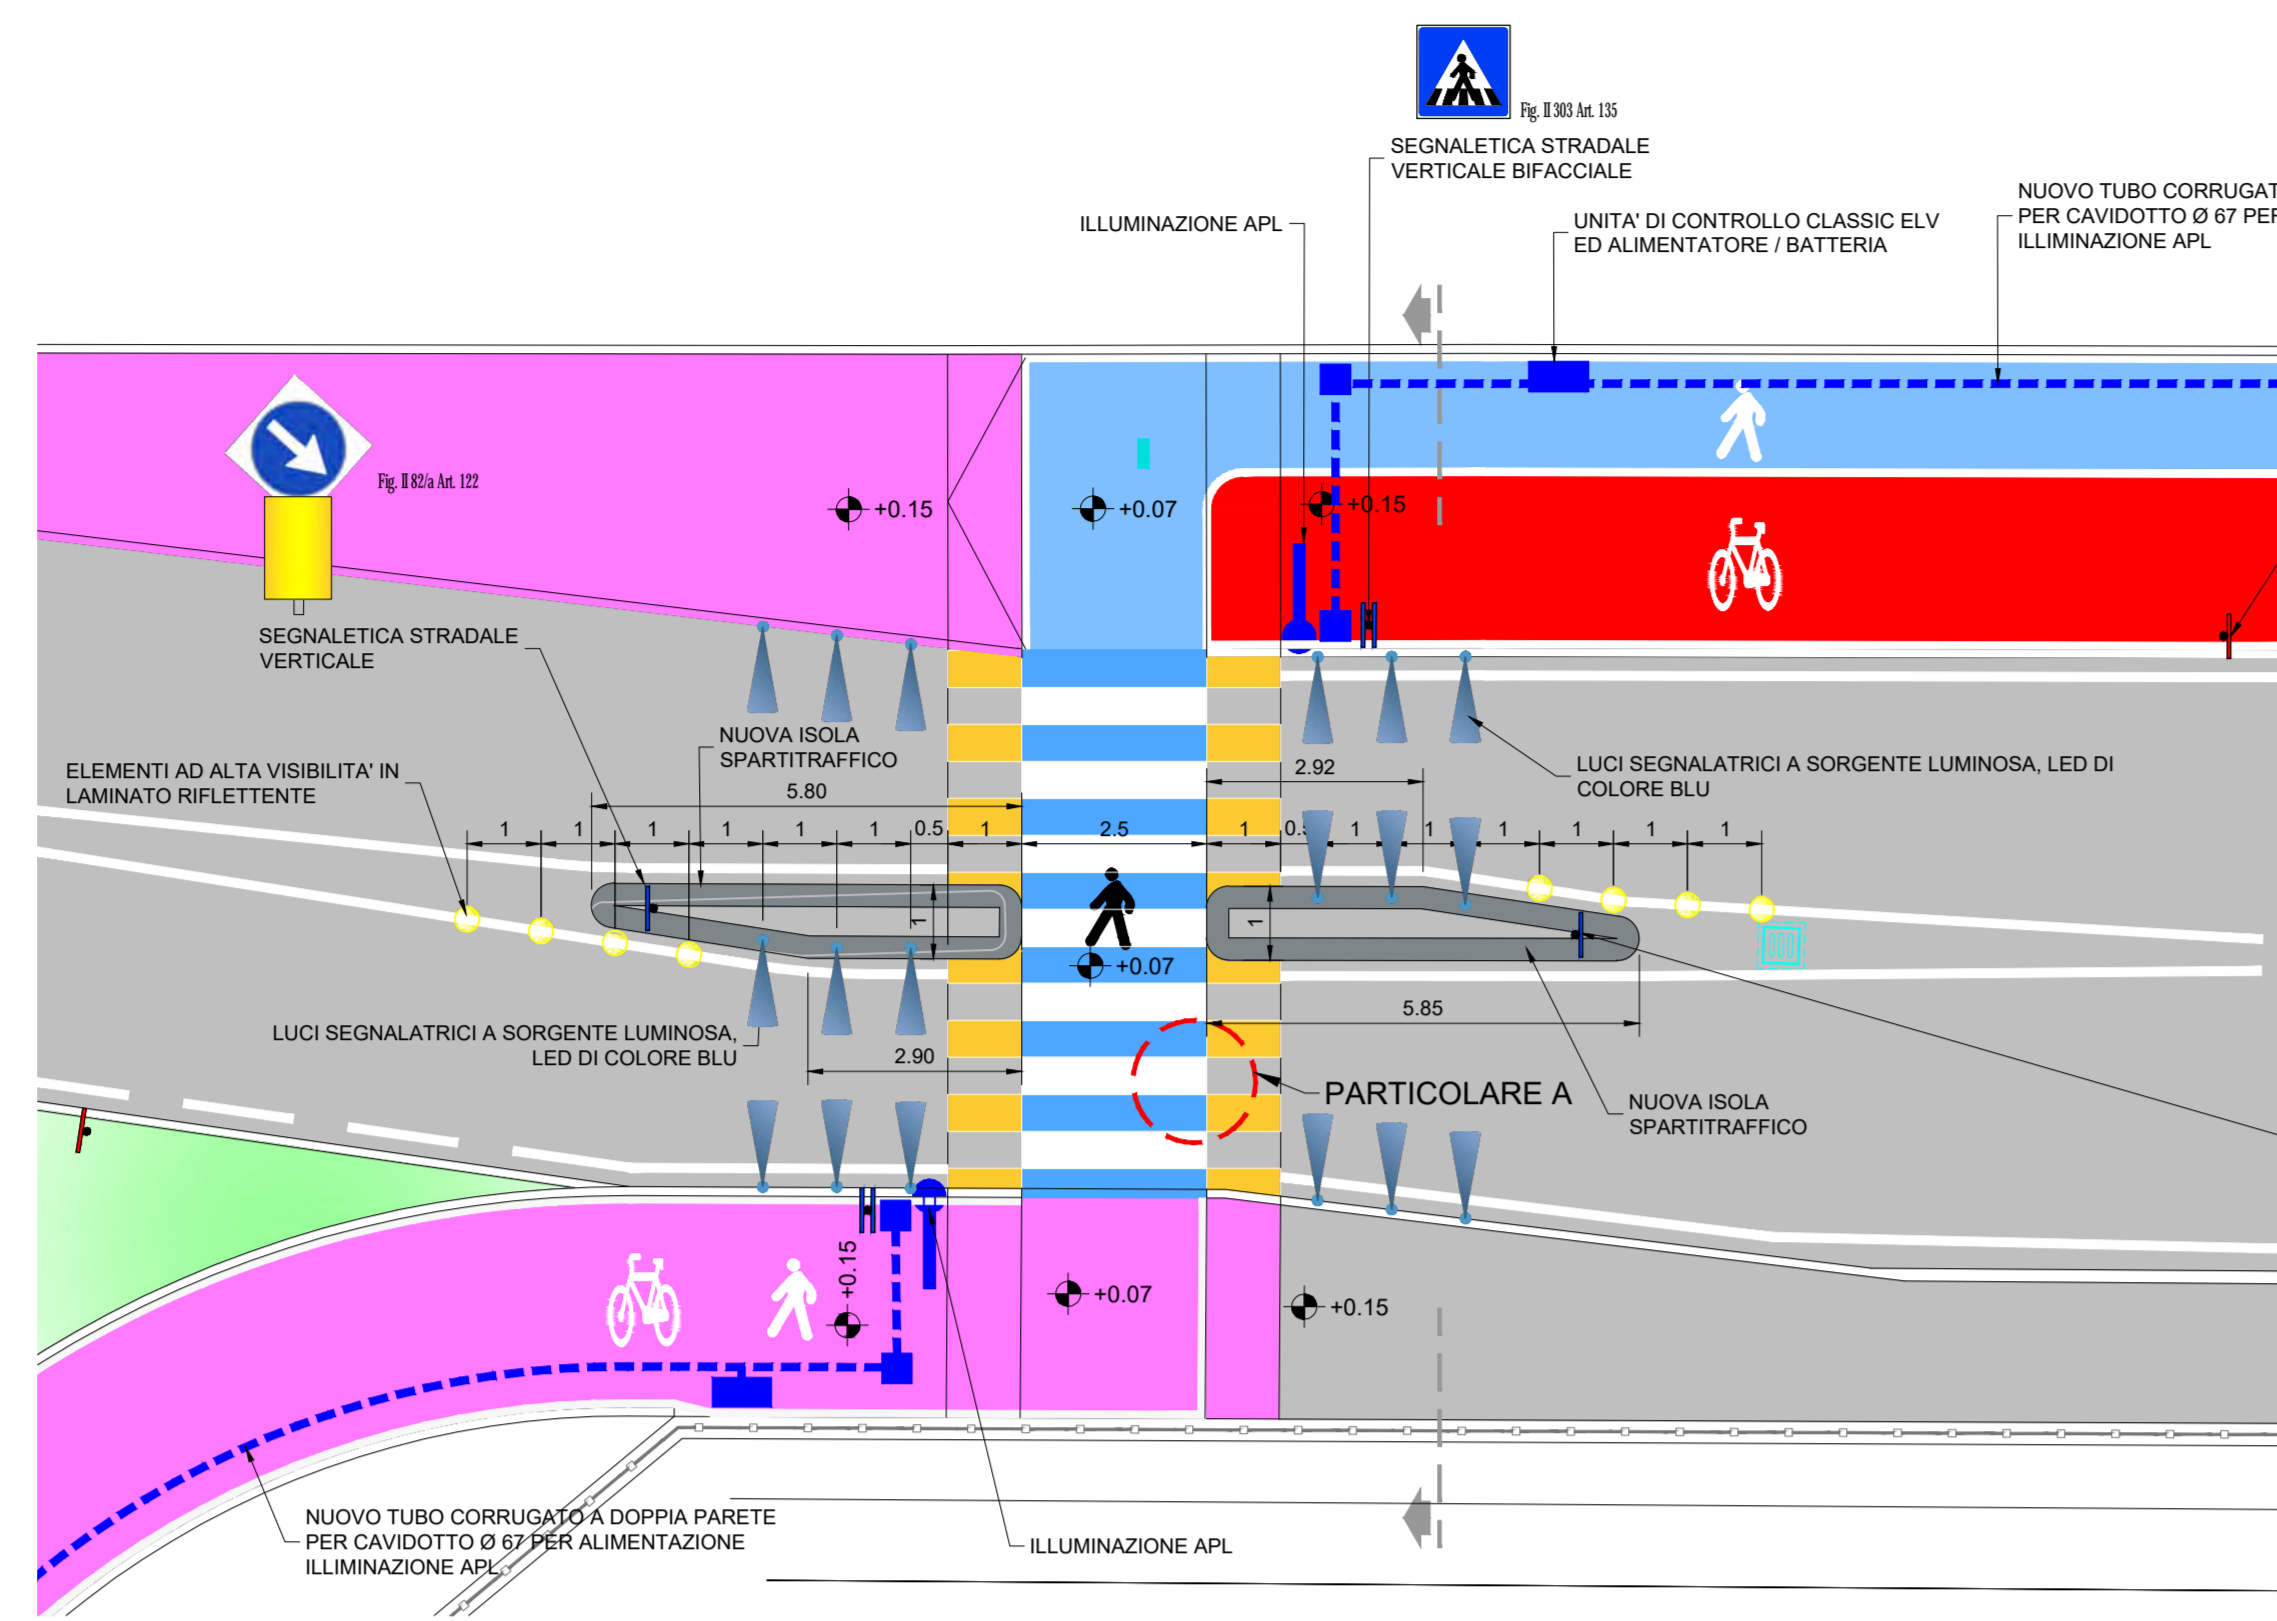 Fig. II 303 Art. 135
SEGNALETICA STRADALE
VERTICALE BIFACCIALE
ILLUMINAZIONE APL
UNITA' DI CONTROLLO CLASSIC ELV
ED ALIMENTATORE / BATTERIA
NUOVO TUBO CORRUGAT
PER CAVIDOTTO Ø 67 PER
ILLIMINAZIONE APL
Fig. II 82/a Art. 122
+0.15
+0.07
+0.15
SEGNALETICA STRADALE
VERTICALE
NUOVA ISOLA
SPARTITRAFFICO
ELEMENTI AD ALTA VISIBILITA' IN
LAMINATO RIFLETTENTE
LUCI SEGNALATRICI A SORGENTE LUMINOSA, LED DI
COLORE BLU
2.92
5.80
1 1 1 1 1 1 0.5 1 2.5 1 0.5 1 1 1 1 1 1
1
1
+0.07
5.85
LUCI SEGNALATRICI A SORGENTE LUMINOSA,
LED DI COLORE BLU
2.90
PARTICOLARE A
NUOVA ISOLA
SPARTITRAFFICO
+0.15
+0.07
+0.15
NUOVO TUBO CORRUGATO A DOPPIA PARETE
PER CAVIDOTTO Ø 67 PER ALIMENTAZIONE
ILLIMINAZIONE APL
ILLUMINAZIONE APL